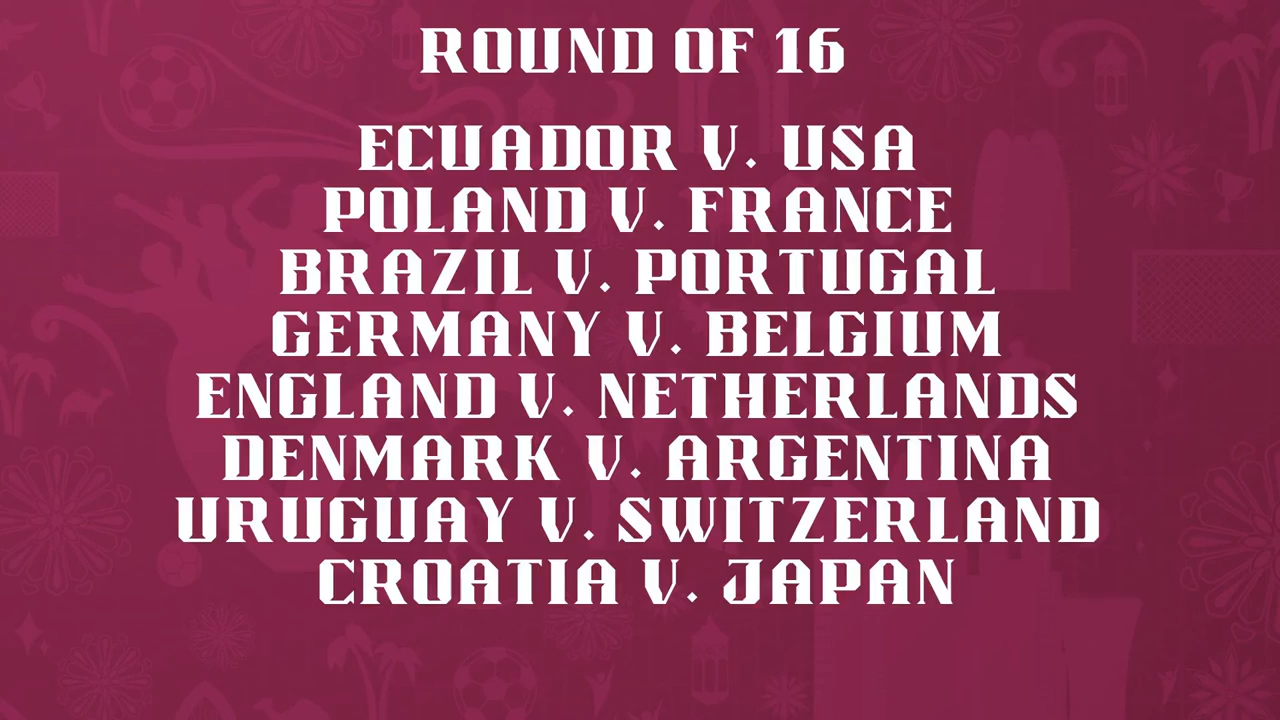 ROUND OF 16
ECUADOR V. USA
POLAND V. FRANCE
BRAZIL V. PORTUGAL
GERMANY V. BELGIUM
ENGLAND V. NETHERLANDS
DENMARK V. ARGENTINA
URUGUAY V. SWITZERLAND
CROATIA V. JAPAN